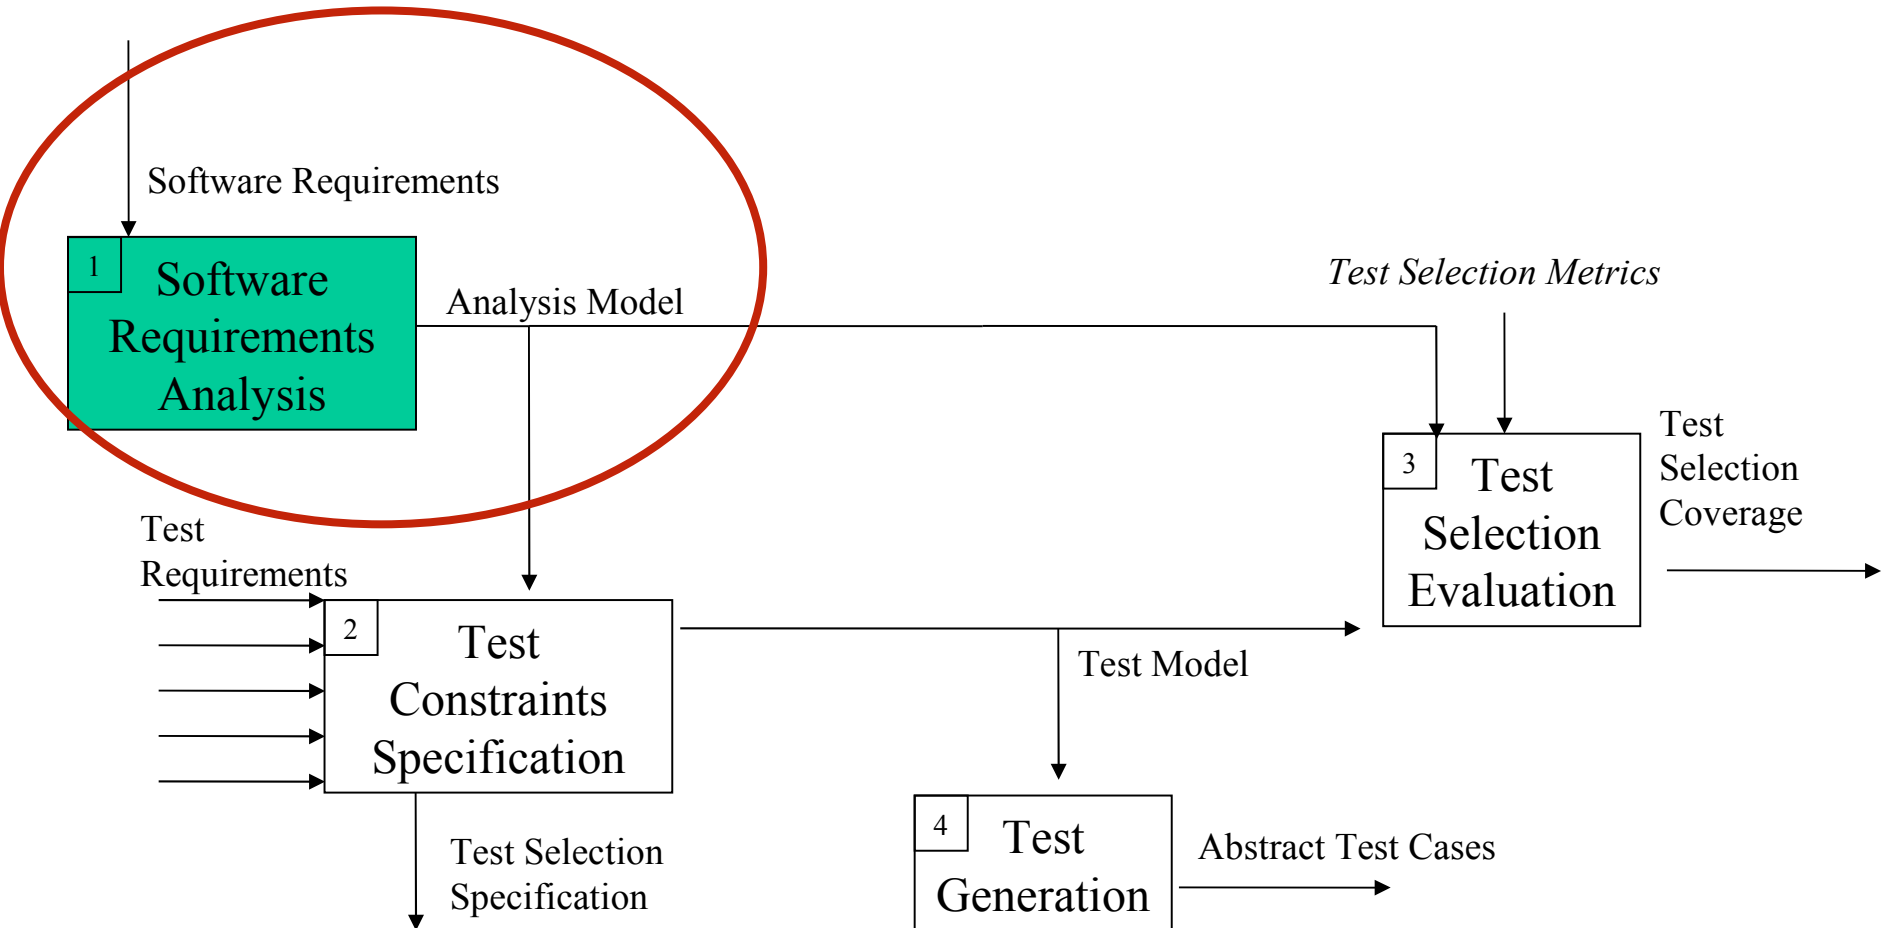 Software Requirements
1
Software
Requirements
Analysis
Analysis Model
Test Selection Metrics
Test
Selection
Coverage
3
Test
Selection
Evaluation
Test
Requirements
2
Test
Constraints
Specification
Test Model
Test Selection
Specification
4
Test
Generation
Abstract Test Cases